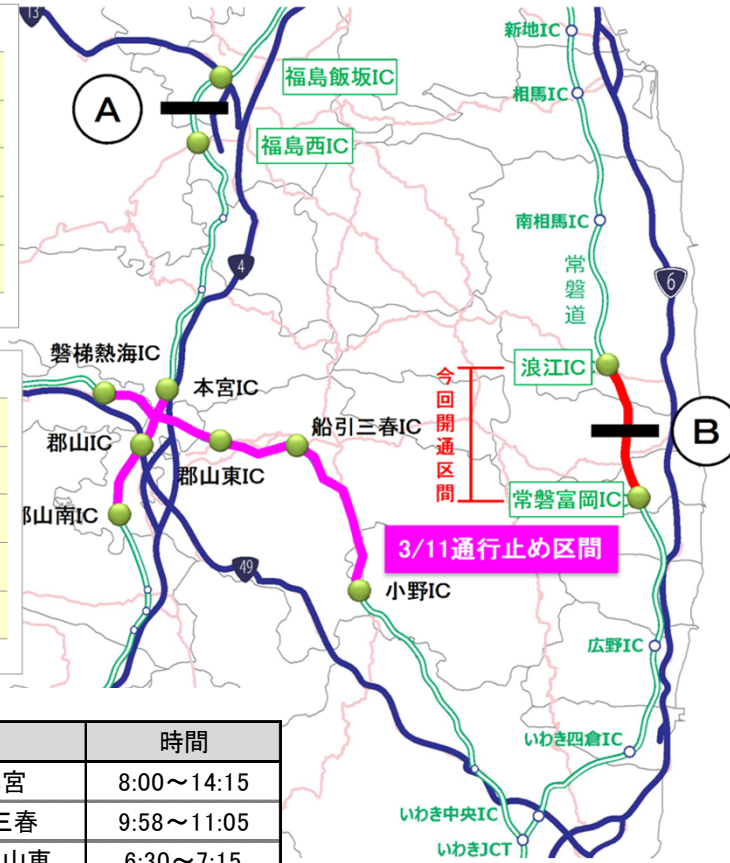 13
新地IC
福島飯坂IC
A
相馬IC
福島西IC
南相馬IC
4
常磐道
6
磐梯熱海IC
浪江IC
本宮IC
今回開通区間
船引三春IC
B
郡山IC
郡山東IC
常磐富岡IC
山南IC
3/11通行止め区間
49
小野IC
広野IC
いわき四倉IC
いわき中央IC
いわきJCT
時間
宮 8:00～14:15
三春 9:58～11:05
山東 6:30～7:15